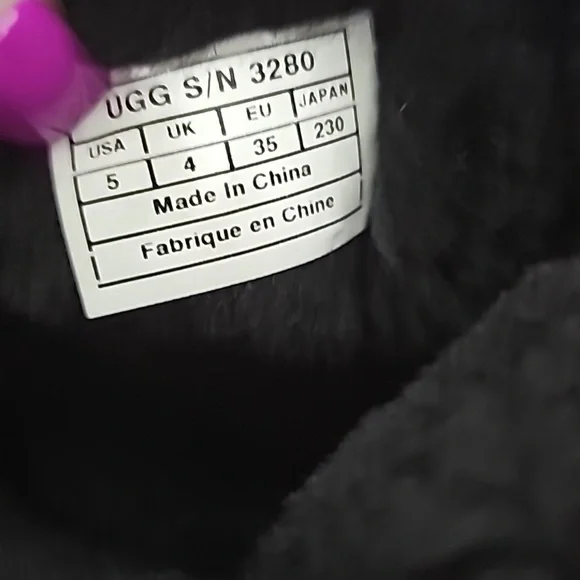 UGG S/N 3280
USA UK EU JAPAN
5 4 35 230
Made In China
Fabrique en Chine